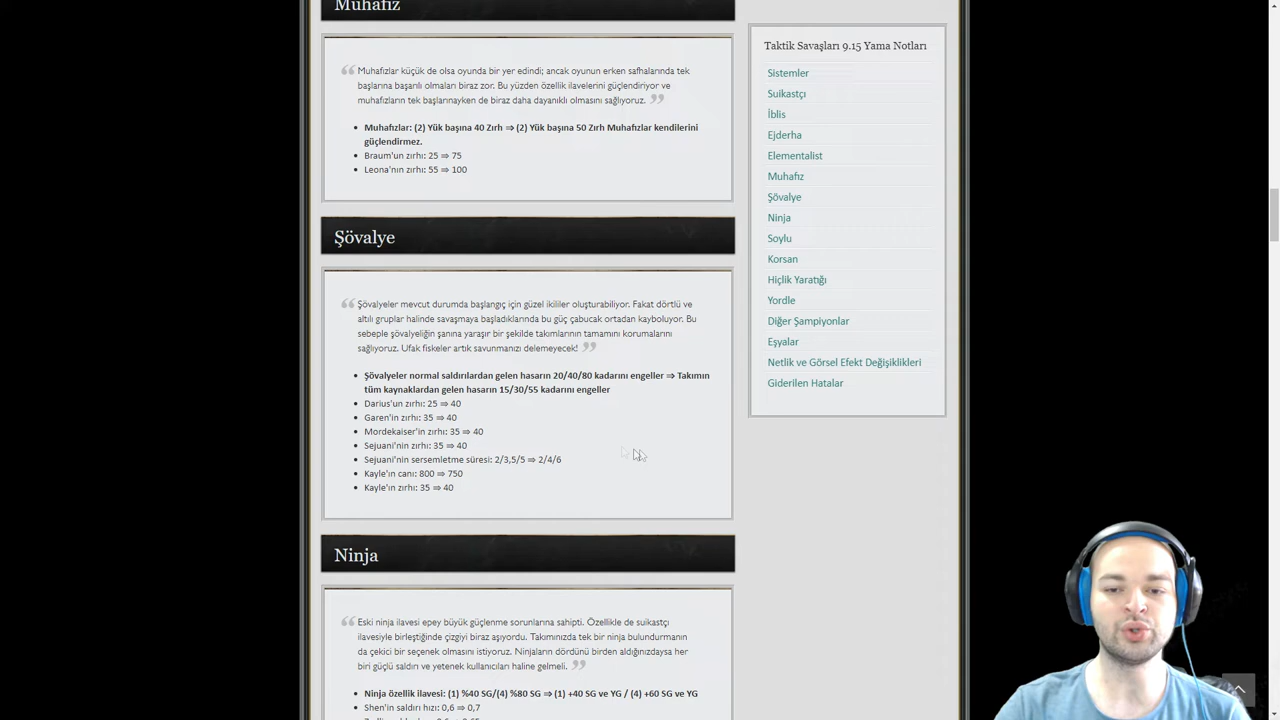 Muhafız
Muhafızlar küçük de olsa oyunda bir yer edindi; ancak oyunun erken safhalarında tek
başlarına başarılı olmaları biraz zor. Bu yüzden özellik ilavelerini güçlendiriyor ve
muhafızların tek başlarınayken de biraz daha dayanıklı olmasını sağlıyoruz.
• Muhafızlar: (2) Yük başına 40 Zırh ⇒ (2) Yük başına 50 Zırh Muhafızlar kendilerini
güçlendirmez.
• Braum'un zırhı: 25 ⇒ 75
• Leona'nın zırhı: 55 ⇒ 100
Şövalye
Şövalyeler mevcut durumda başlangıç için güzel ikililer oluşturabiliyor. Fakat dörtlü ve
altılı gruplar halinde savaşmaya başladıklarında bu güç çabucak ortadan kayboluyor. Bu
sebeple şövalyeliğin şanına yaraşır bir şekilde takımlarının tamamını korumalarını
sağlıyoruz. Ufak fiskeler artık savunmanızı delemeyecek!
• Şövalyeler normal saldırılardan gelen hasarın 20/40/80 kadarını engeller ⇒ Takımın
tüm kaynaklardan gelen hasarın 15/30/55 kadarını engeller
• Darius'un zırhı: 25 ⇒ 40
• Garen'in zırhı: 35 ⇒ 40
• Mordekaiser'in zırhı: 35 ⇒ 40
• Sejuani'nin zırhı: 35 ⇒ 40
• Sejuani'nin sersemletme süresi: 2/3,5/5 ⇒ 2/4/6
• Kayle'ın canı: 800 ⇒ 750
• Kayle'ın zırhı: 35 ⇒ 40
Ninja
Eski ninja ilavesi epey büyük güçlenme sorunlarına sahipti. Özellikle de suikastçı
ilavesiyle birleştiğinde çizgiyi biraz aşıyordu. Takımınızda tek bir ninja bulundurmanın
da çekici bir seçenek olmasını istiyoruz. Ninjaların dördünü birden aldığınızdaysa her
biri güçlü saldırı ve yetenek kullanıcıları haline gelmeli.
• Ninja özellik ilavesi: (1) %40 SG/(4) %80 SG ⇒ (1) +40 SG ve YG / (4) +60 SG ve YG
• Shen'in saldırı hızı: 0,6 ⇒ 0,7
Taktik Savaşları 9.15 Yama Notları
Sistemler
Suikastçı
İblis
Ejderha
Elementalist
Muhafız
Şövalye
Ninja
Soylu
Korsan
Hiçlik Yaratığı
Yordle
Diğer Şampiyonlar
Eşyalar
Netlik ve Görsel Efekt Değişiklikleri
Giderilen Hatalar